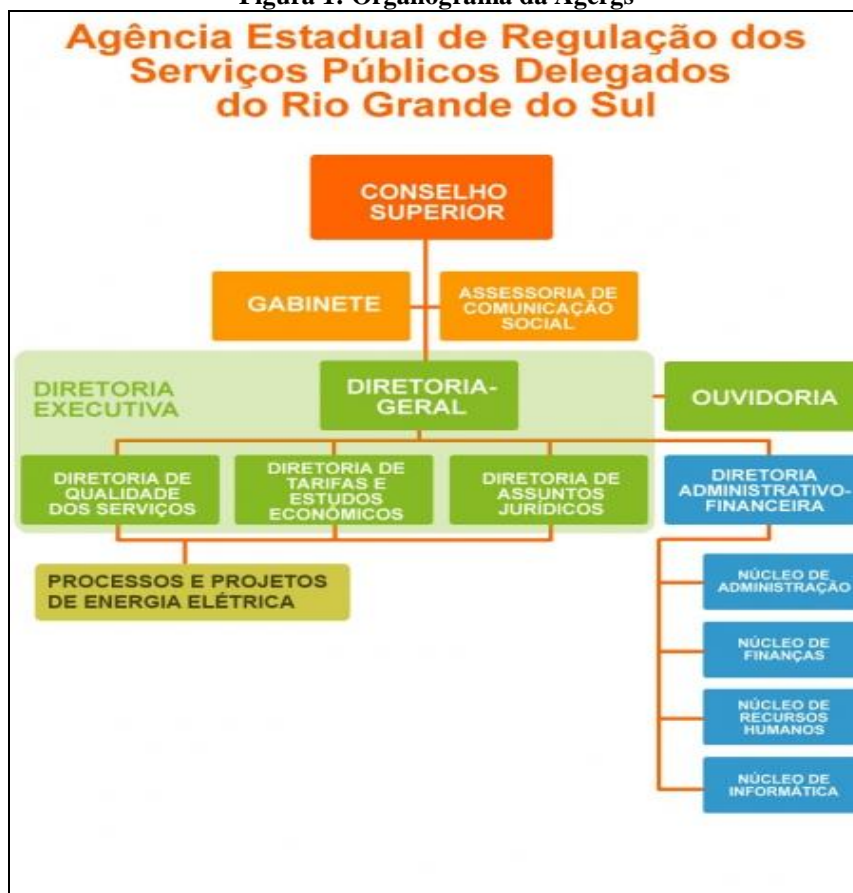 Figura 1: Organograma da Agergs
Agência Estadual de Regulação dos
Serviços Públicos Delegados
do Rio Grande do Sul
CONSELHO
SUPERIOR
GABINETE
ASSESSORIA DE
COMUNICAÇÃO
SOCIAL
DIRETORIA
EXECUTIVA
DIRETORIA-
GERAL
OUVIDORIA
DIRETORIA DE
QUALIDADE
DOS SERVIÇOS
DIRETORIA DE
TARIFAS E
ESTUDOS
ECONÔMICOS
DIRETORIA DE
ASSUNTOS
JURÍDICOS
DIRETORIA
ADMINISTRATIVO-
FINANCEIRA
PROCESSOS E PROJETOS
DE ENERGIA ELÉTRICA
NÚCLEO DE
ADMINISTRAÇÃO
NÚCLEO DE
FINANÇAS
NÚCLEO DE
RECURSOS
HUMANOS
NÚCLEO DE
INFORMÁTICA